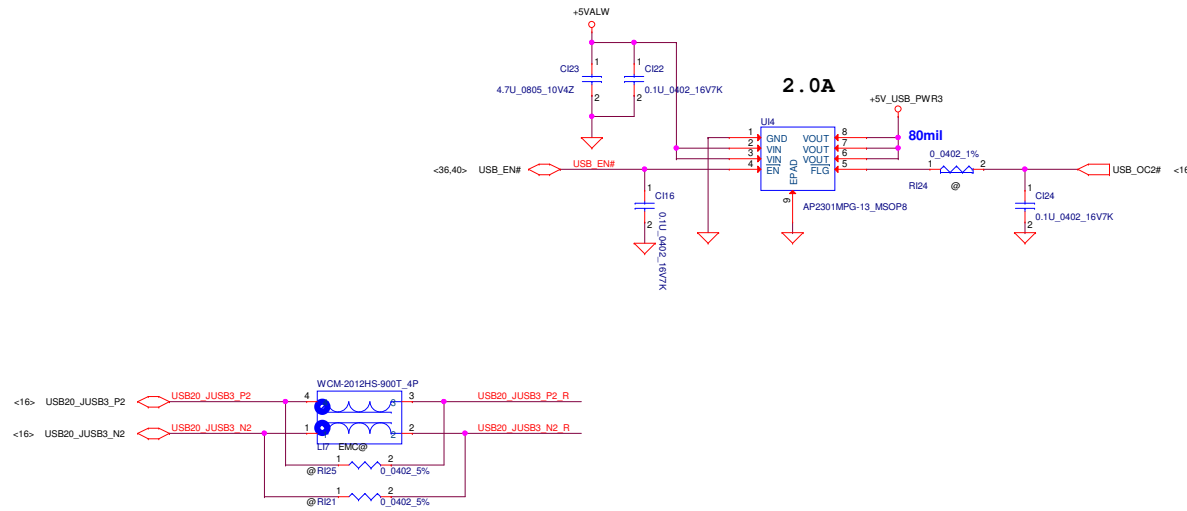 +5VALW
CI23
1
2
4.7U_0805_10V4Z
CI22
1
2
0.1U_0402_16V7K
2.0A
+5V_USB_PWR3
UI4
80mil
1 GND VOUT 8
2 VIN VOUT 7
3 VIN VOUT 6
4 EN FLG 5
EPAD
9
AP2301MPG-13_MSOP8
<36,40> USB_EN# USB_EN#
CI16
1
2
0.1U_0402_16V7K
0_0402_1%
1 2
RI24 @
USB_OC2# <16
CI24
1
2
0.1U_0402_16V7K
WCM-2012HS-900T_4P
<16> USB20_JUSB3_P2 USB20_JUSB3_P2 4 3 3 USB20_JUSB3_P2_R
<16> USB20_JUSB3_N2 USB20_JUSB3_N2 1 2 2 USB20_JUSB3_N2_R
LI7 EMC@
1 2
@ RI25 0_0402_5%
1 2
@ RI21 0_0402_5%